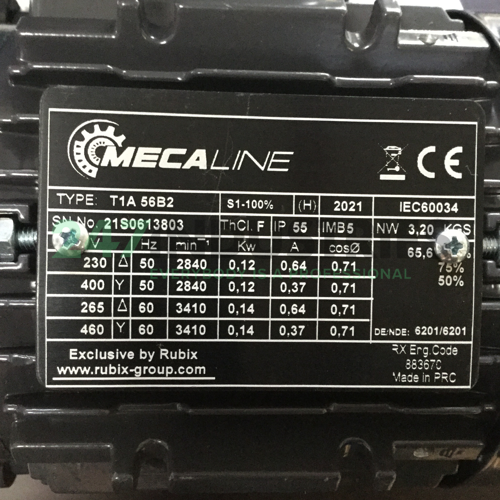 MECALINE
CE
TYPE: T1A 56B2 S1-100% (H) 2021 IEC60034
SN No. 21S0613803 ThCl. F IP 55 IMB5 NW 3,20 KGS
V Hz min⁻¹ Kw A cosØ 65,6
230 Δ 50 2840 0,12 0,64 0,71 75%
400 Y 50 2840 0,12 0,37 0,71 50%
265 Δ 60 3410 0,14 0,64 0,71
460 Y 60 3410 0,14 0,37 0,71 DE/NDE: 6201/6201
Exclusive by Rubix RX Eng.Code
www.rubix-group.com 88367C
Made in PRC